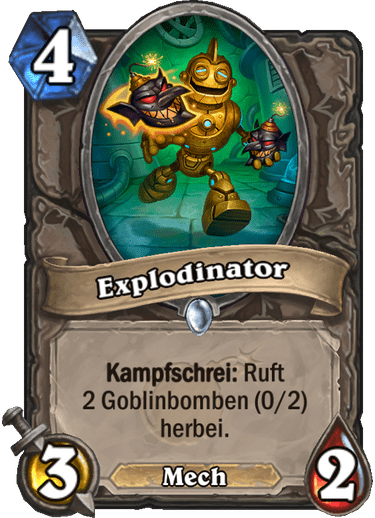 4
Explodinator
Kampfschrei: Ruft
2 Goblinbomben (0/2)
herbei.
3
Mech
2